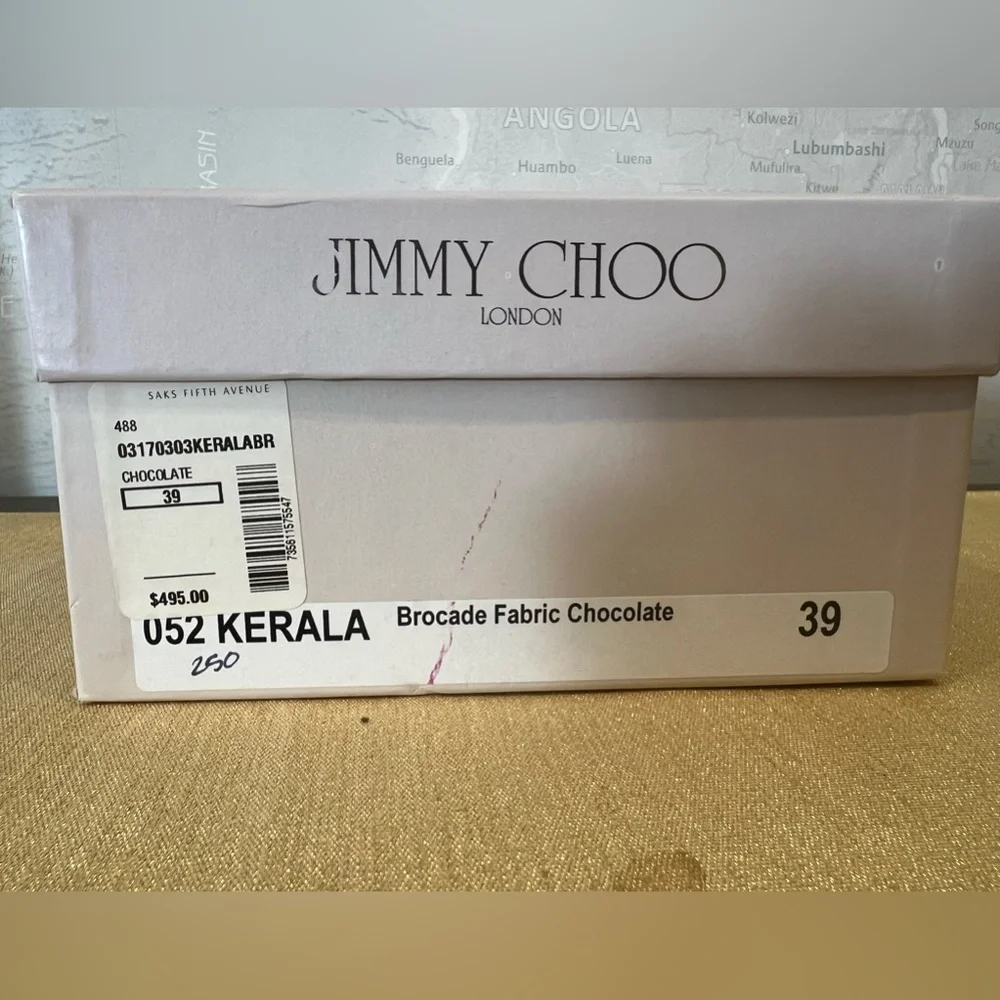 ANGOLA
Kolwezi
Benguela
Huambo
Luena
Lubumbashi
Mufulira
Mzuzu
Kitwe
JIMMY CHOO
LONDON
SAKS FIFTH AVENUE
488
03170303KERALABR
CHOCOLATE
39
735611575547
$495.00
052 KERALA Brocade Fabric Chocolate 39
250